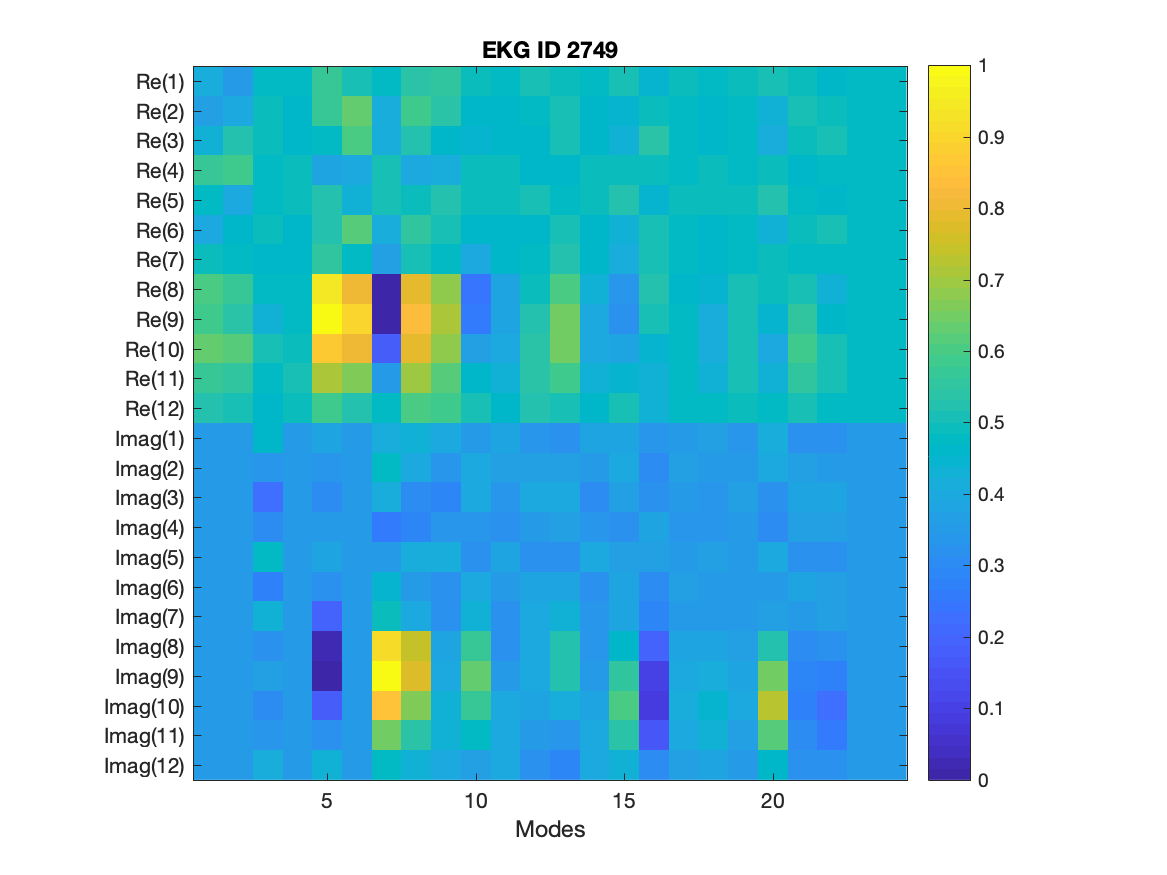 EKG ID 2749
Re(1)
Re(2)
Re(3)
Re(4)
Re(5)
Re(6)
Re(7)
Re(8)
Re(9)
Re(10)
Re(11)
Re(12)
Imag(1)
Imag(2)
Imag(3)
Imag(4)
Imag(5)
Imag(6)
Imag(7)
Imag(8)
Imag(9)
Imag(10)
Imag(11)
Imag(12)
5 10 15 20
Modes
1
0.9
0.8
0.7
0.6
0.5
0.4
0.3
0.2
0.1
0